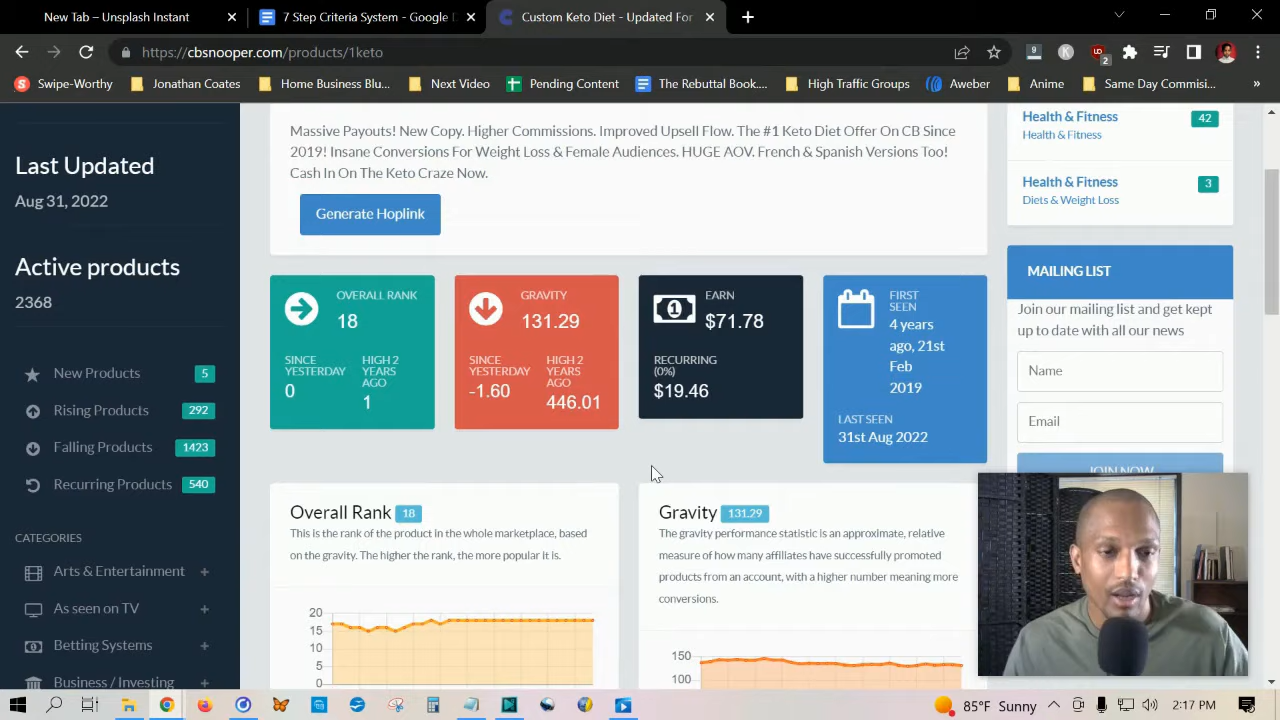 New Tab - Unsplash Instant
7 Step Criteria System - Google D
Custom Keto Diet - Updated For
https://cbsnooper.com/products/1keto
9
K
2
Swipe-Worthy
Jonathan Coates
Home Business Blu...
Next Video
Pending Content
The Rebuttal Book....
High Traffic Groups
Aweber
Anime
Same Day Commisi...
»
Last Updated
Aug 31, 2022
Active products
2368
New Products 5
Rising Products 292
Falling Products 1423
Recurring Products 540
CATEGORIES
Arts & Entertainment +
As seen on TV +
Betting Systems +
Business / Investing +
Massive Payouts! New Copy. Higher Commissions. Improved Upsell Flow. The #1 Keto Diet Offer On CB Since
2019! Insane Conversions For Weight Loss & Female Audiences. HUGE AOV. French & Spanish Versions Too!
Cash In On The Keto Craze Now.
Generate Hoplink
OVERALL RANK
18
SINCE
YESTERDAY
0
HIGH 2
YEARS
AGO
1
GRAVITY
131.29
SINCE
YESTERDAY
-1.60
HIGH 2
YEARS
AGO
446.01
EARN
$71.78
RECURRING
(0%)
$19.46
FIRST
SEEN
4 years
ago, 21st
Feb
2019
LAST SEEN
31st Aug 2022
Overall Rank 18
This is the rank of the product in the whole marketplace, based
on the gravity. The higher the rank, the more popular it is.
20
15
10
5
0
Gravity 131.29
The gravity performance statistic is an approximate, relative
measure of how many affiliates have successfully promoted
products from an account, with a higher number meaning more
conversions.
150
100
Health & Fitness 42
Health & Fitness
Health & Fitness 3
Diets & Weight Loss
MAILING LIST
Join our mailing list and get kept
up to date with all our news
Name
Email
JOIN NOW
85°F Sunny
2:17 PM